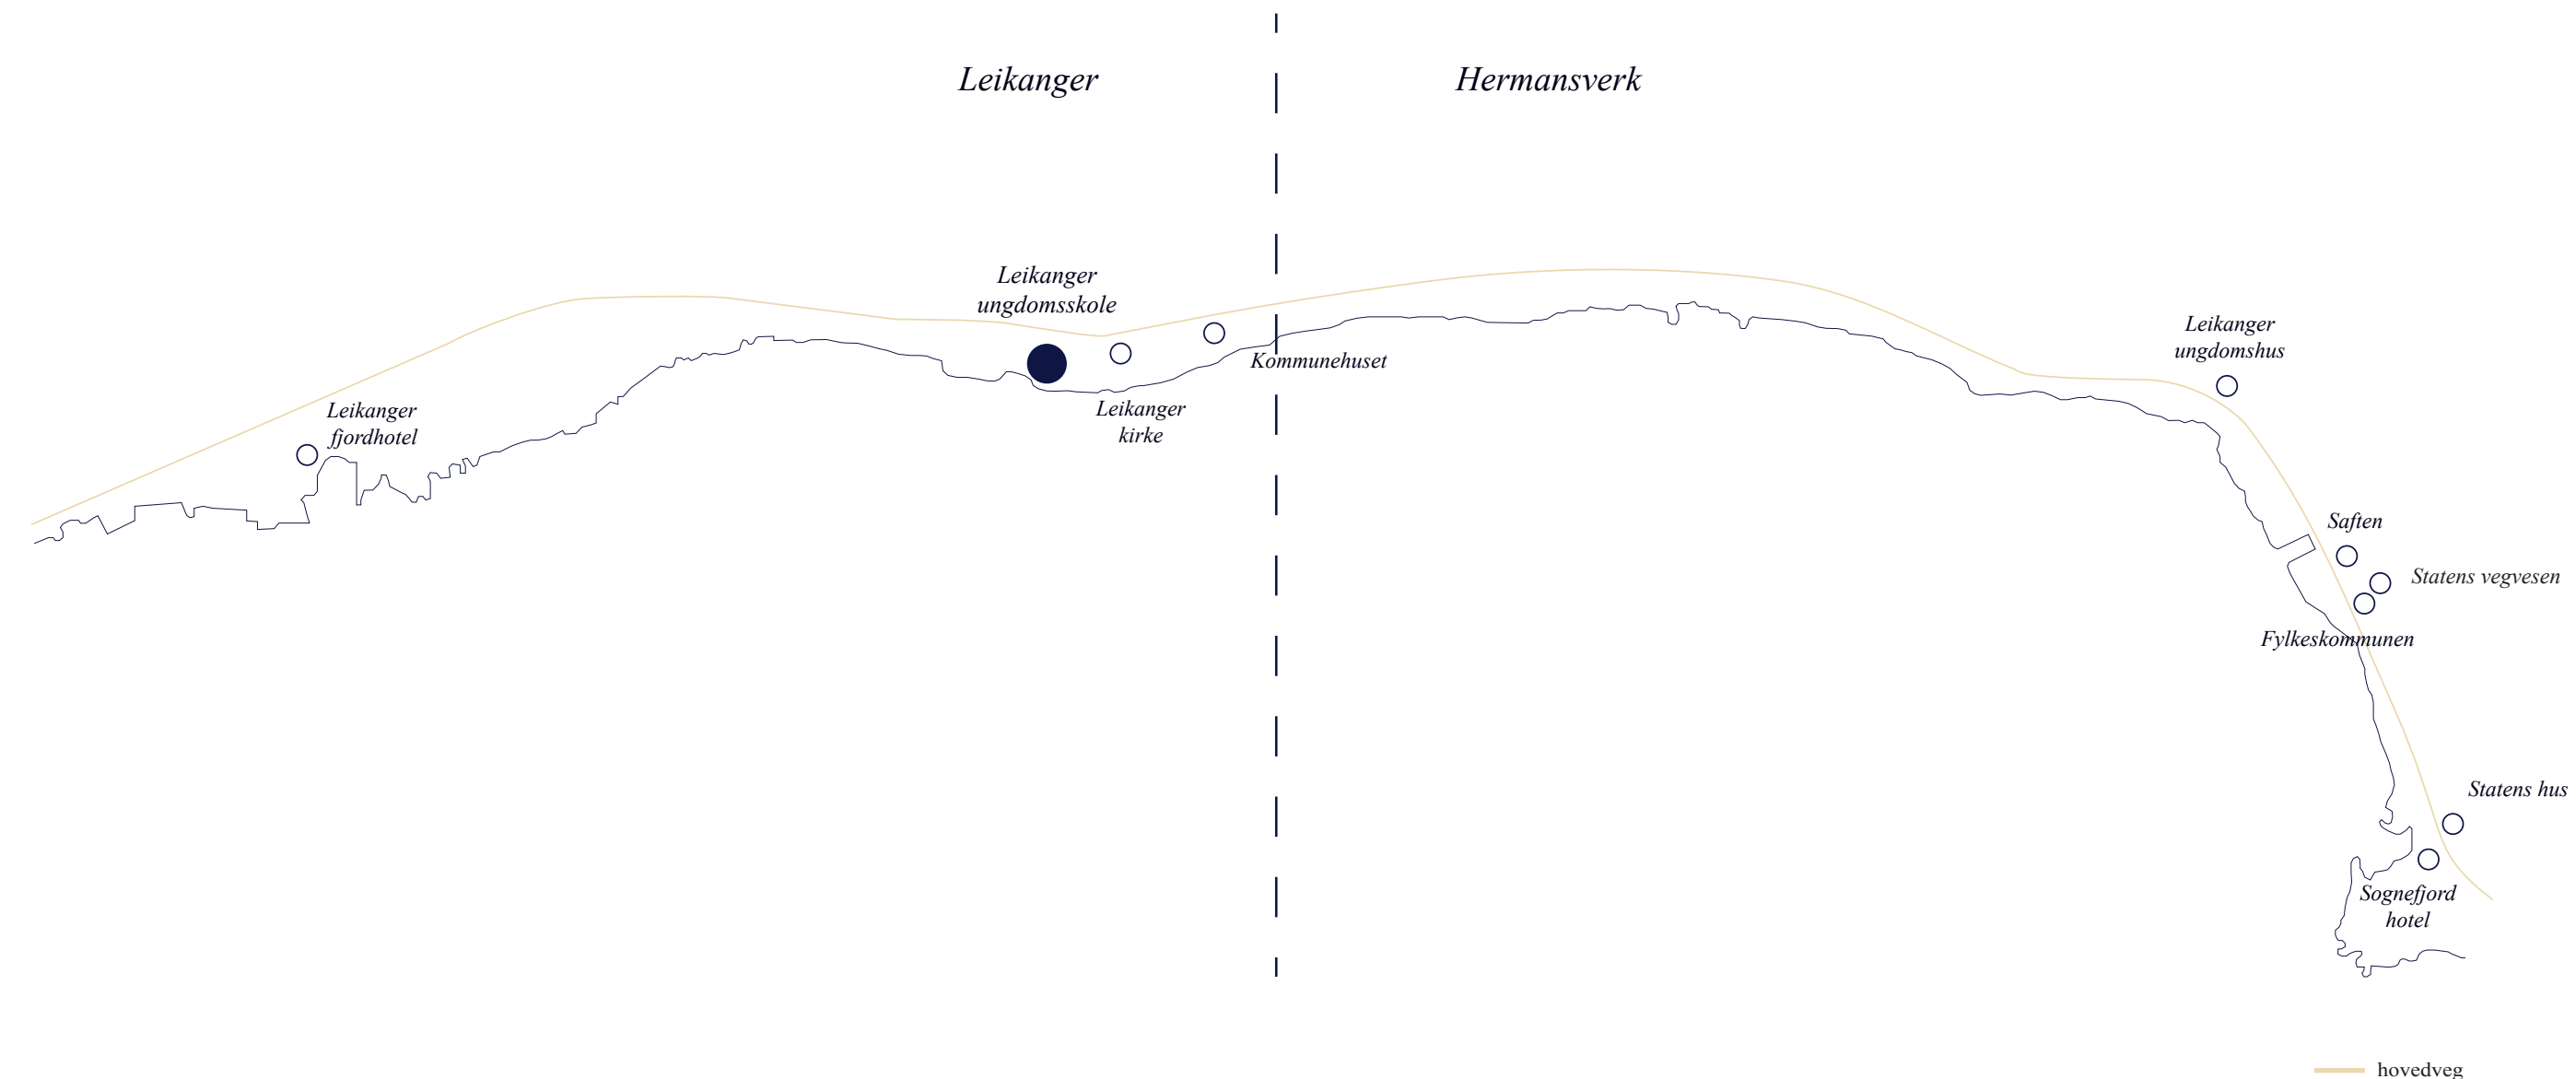 Leikanger
Hermansverk
Leikanger
ungdomsskole
Leikanger
ungdomshus
Kommunehuset
Leikanger
fjordhotel
Leikanger
kirke
Saften
Statens vegvesen
Fylkeskommunen
Statens hus
Sognefjord
hotel
hovedveg